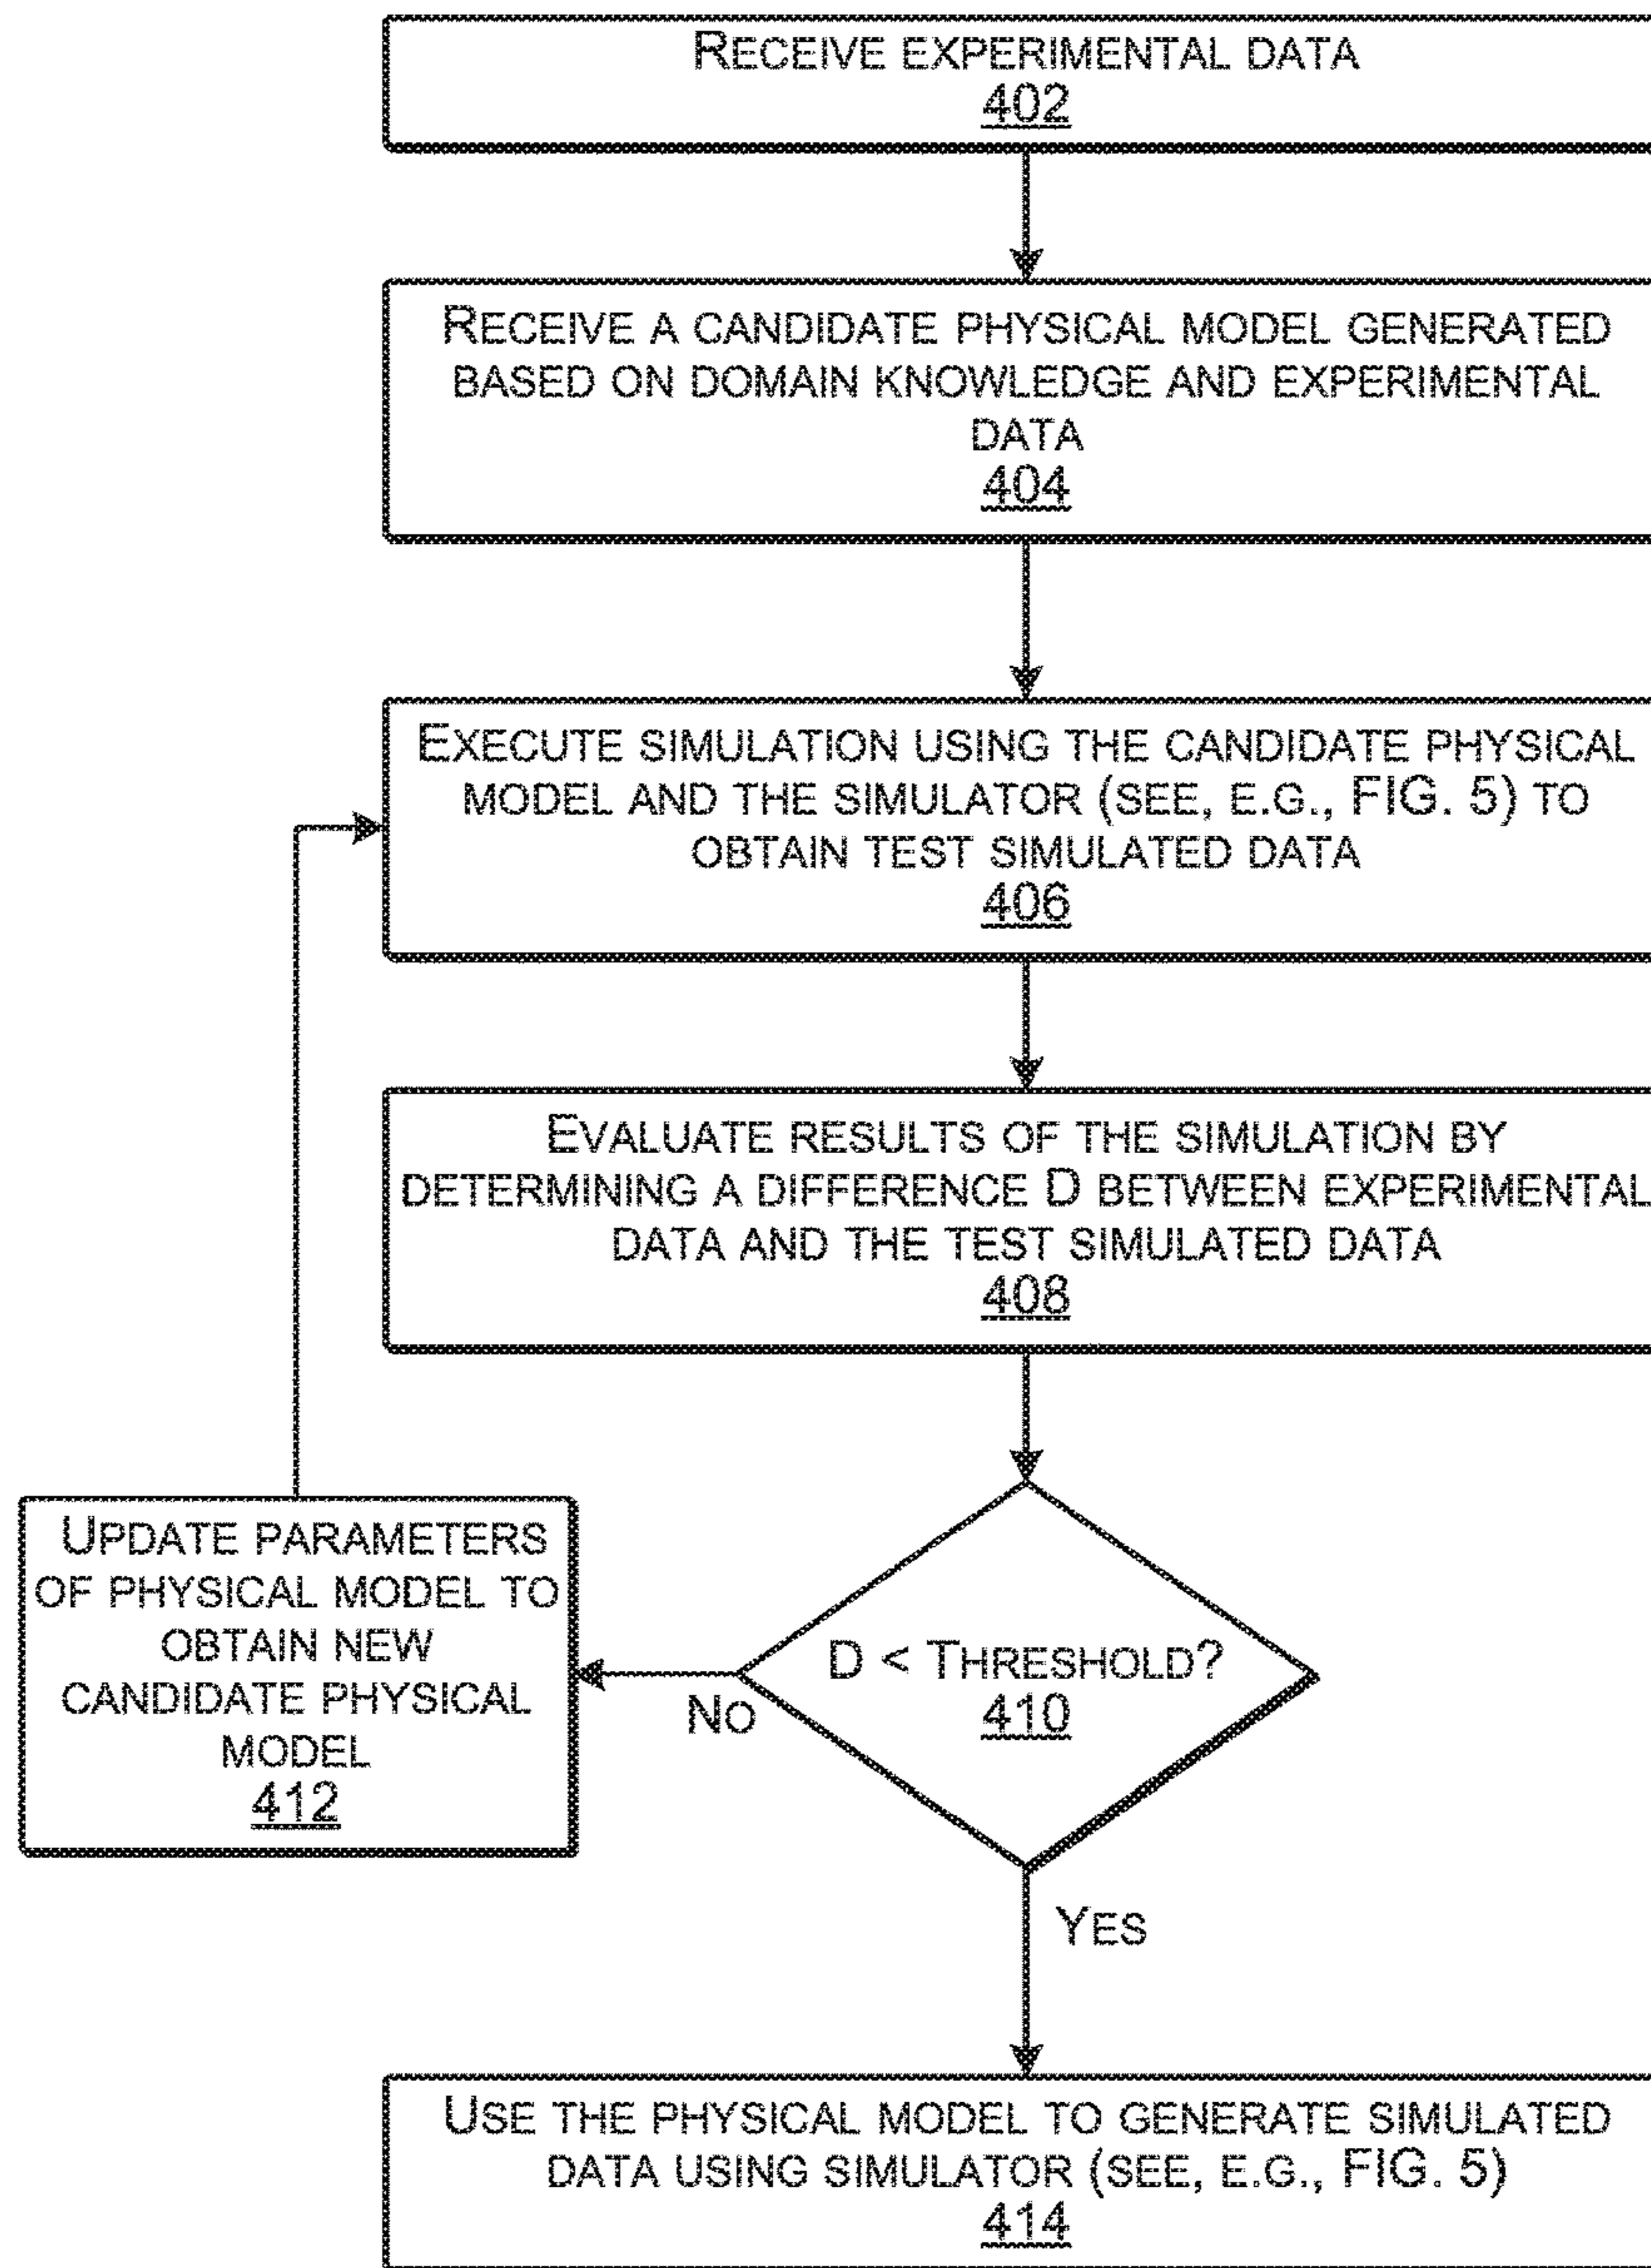 RECEIVE EXPERIMENTAL DATA
402
RECEIVE A CANDIDATE PHYSICAL MODEL GENERATED
BASED ON DOMAIN KNOWLEDGE AND EXPERIMENTAL
DATA
404
EXECUTE SIMULATION USING THE CANDIDATE PHYSICAL
MODEL AND THE SIMULATOR (SEE, E.G., FIG. 5) TO
OBTAIN TEST SIMULATED DATA
406
EVALUATE RESULTS OF THE SIMULATION BY
DETERMINING A DIFFERENCE D BETWEEN EXPERIMENTAL
DATA AND THE TEST SIMULATED DATA
408
D < THRESHOLD?
410
NO
UPDATE PARAMETERS
OF PHYSICAL MODEL TO
OBTAIN NEW
CANDIDATE PHYSICAL
MODEL
412
YES
USE THE PHYSICAL MODEL TO GENERATE SIMULATED
DATA USING SIMULATOR (SEE, E.G., FIG. 5)
414